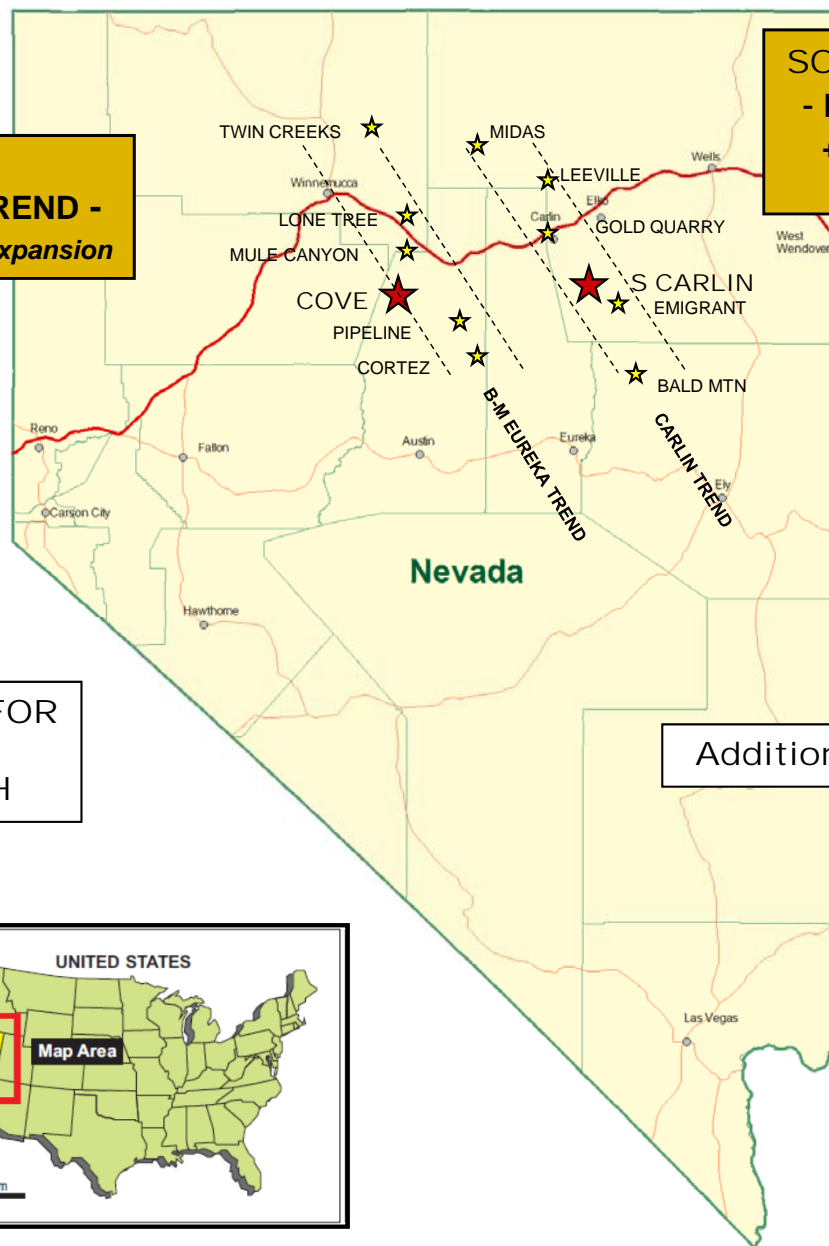 SO
TWIN CREEKS
MIDAS
Wells
Winnemucca
LEEVILLE
Elko
REND -
LONE TREE
Carlin
GOLD QUARRY
xpansion
MULE CANYON
West
Wendover
COVE
S CARLIN
EMIGRANT
PIPELINE
CORTEZ
BALD MTN
B-M EUREKA TREND
CARLIN TREND
Reno
Fallon
Austin
Eureka
Ely
Carson City
Nevada
Hawthorne
FOR
H
Addition
UNITED STATES
Map Area
m
Las Vegas